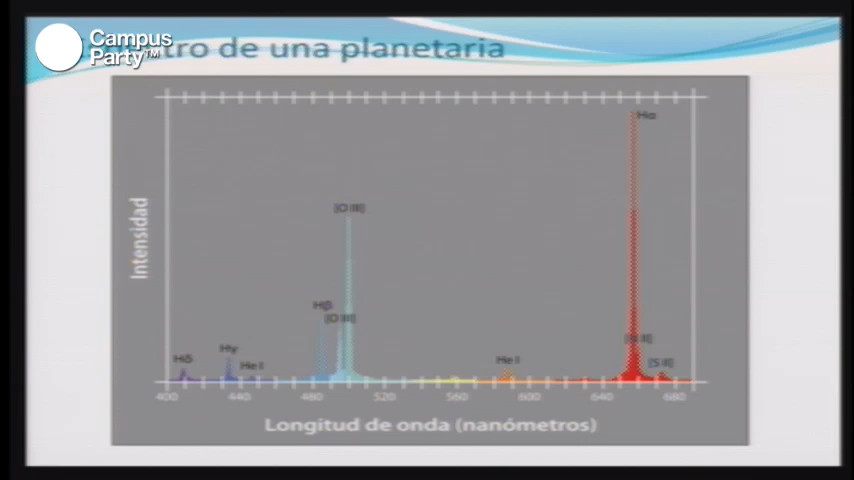 Campus
Party™
tro de una planetaria
Hα
[O III]
Hβ
[O III]
Hδ
Hγ
He I
He I
[N II]
[S II]
Intensidad
400 440 480 520 560 600 640 680
Longitud de onda (nanómetros)